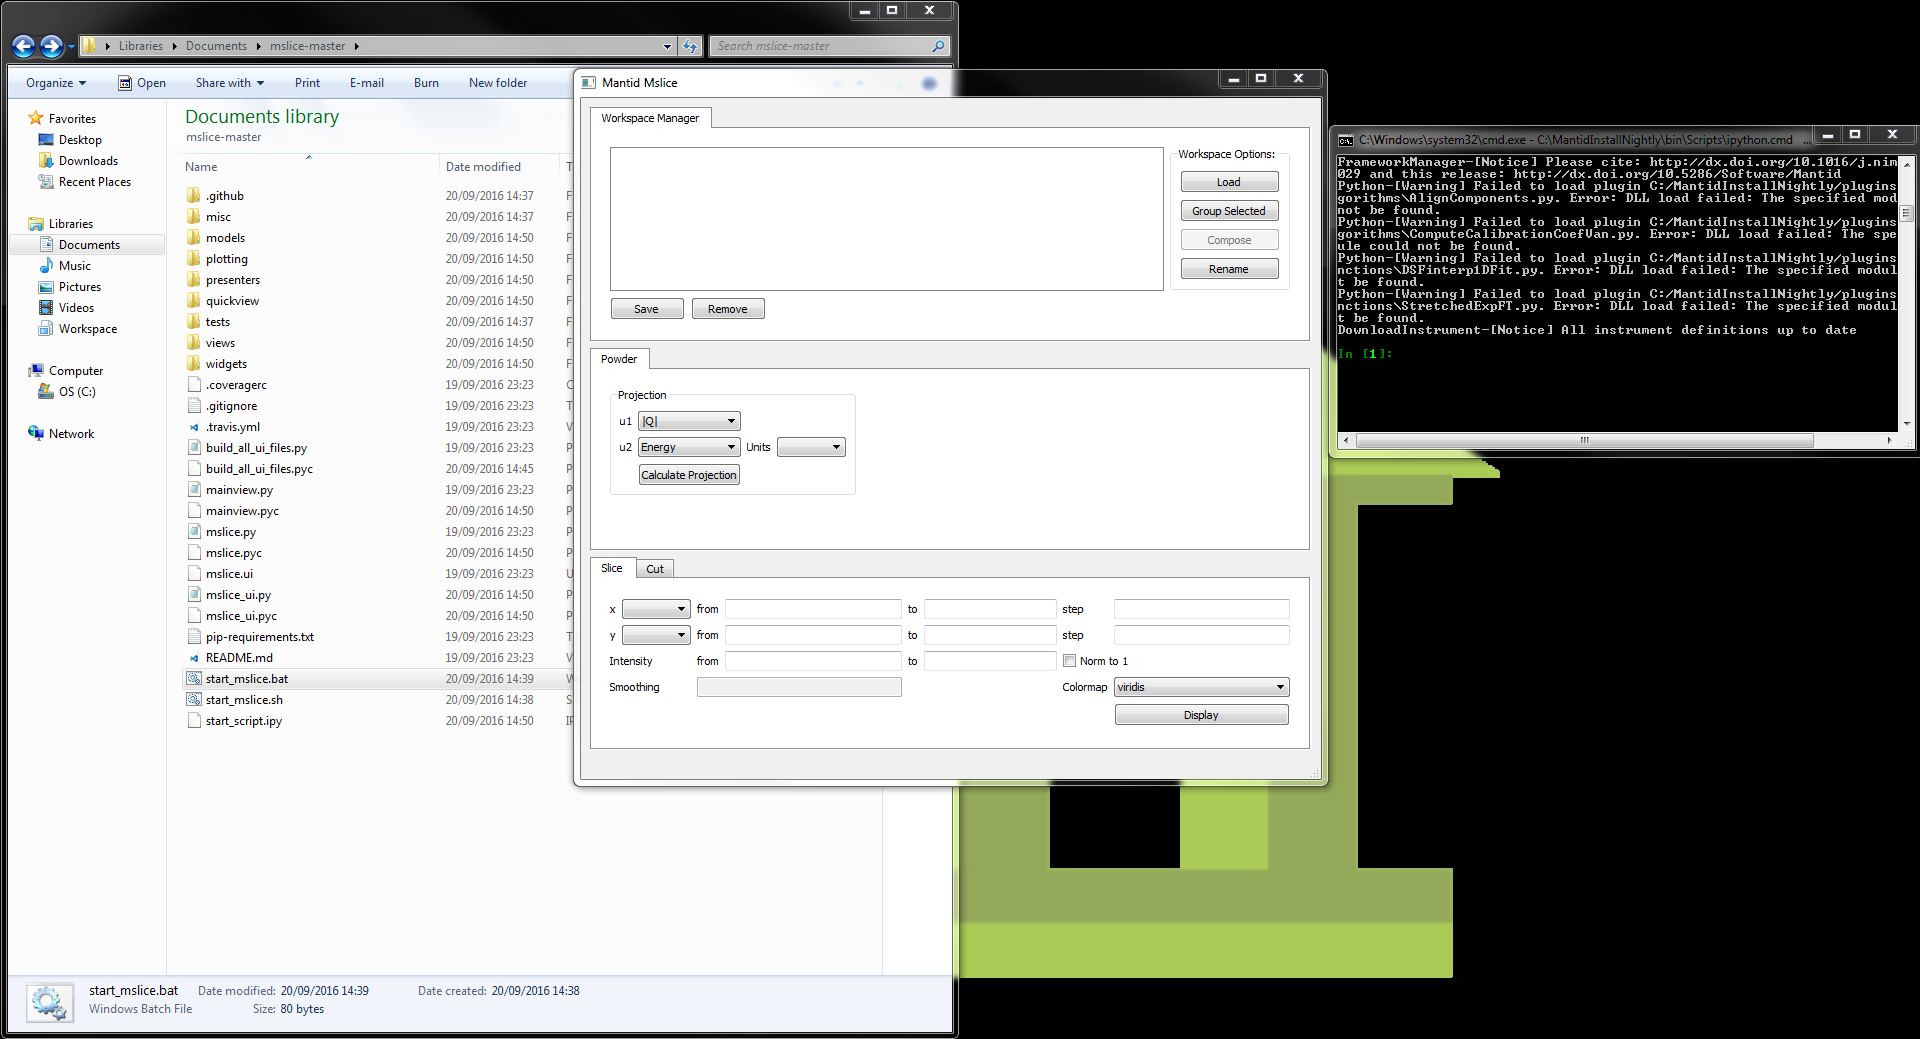 Libraries
Documents
mslice-master
Search mslice-master
Organize
Open
Share with
Print
E-mail
Burn
New folder
Favorites
Desktop
Downloads
Recent Places
Libraries
Documents
Music
Pictures
Videos
Workspace
Computer
OS (C:)
Network
Documents library
mslice-master
Name Date modified T
.github 20/09/2016 14:37 F
misc 20/09/2016 14:37 F
models 20/09/2016 14:50 F
plotting 20/09/2016 14:50 F
presenters 20/09/2016 14:50 F
quickview 20/09/2016 14:50 F
tests 20/09/2016 14:37 F
views 20/09/2016 14:50 F
widgets 20/09/2016 14:50 F
.coveragerc 19/09/2016 23:23 C
.gitignore 19/09/2016 23:23 T
.travis.yml 19/09/2016 23:23 V
build_all_ui_files.py 19/09/2016 23:23 P
build_all_ui_files.pyc 20/09/2016 14:45 P
mainview.py 19/09/2016 23:23 P
mainview.pyc 20/09/2016 14:50 P
mslice.py 19/09/2016 23:23 P
mslice.pyc 20/09/2016 14:50 P
mslice.ui 19/09/2016 23:23 U
mslice_ui.py 20/09/2016 14:50 P
mslice_ui.pyc 20/09/2016 14:50 P
pip-requirements.txt 19/09/2016 23:23 T
README.md 19/09/2016 23:23 V
start_mslice.bat 20/09/2016 14:39 W
start_mslice.sh 20/09/2016 14:38 S
start_script.ipy 20/09/2016 14:50 IP
start_mslice.bat Date modified: 20/09/2016 14:39 Date created: 20/09/2016 14:38
Windows Batch File Size: 80 bytes
Mantid Mslice
Workspace Manager
Workspace Options:
Load
Group Selected
Compose
Rename
Save
Remove
Powder
Projection
u1 |Q|
u2 Energy Units
Calculate Projection
Slice
Cut
x from to step
y from to step
Intensity from to Norm to 1
Smoothing Colormap viridis
Display
C:\Windows\system32\cmd.exe - C:\MantidInstallNightly\bin\Scripts\ipython.cmd ...
FrameworkManager-[Notice] Please cite: http://dx.doi.org/10.1016/j.nim
029 and this release: http://dx.doi.org/10.5286/Software/Mantid
Python-[Warning] Failed to load plugin C:/MantidInstallNightly/plugins
gorithms\AlignComponents.py. Error: DLL load failed: The specified mod
not be found.
Python-[Warning] Failed to load plugin C:/MantidInstallNightly/plugins
gorithms\ComputeCalibrationCoefVan.py. Error: DLL load failed: The spe
ule could not be found.
Python-[Warning] Failed to load plugin C:/MantidInstallNightly/plugins
nctions\DSFinterp1DFit.py. Error: DLL load failed: The specified modul
t be found.
Python-[Warning] Failed to load plugin C:/MantidInstallNightly/plugins
nctions\StretchedExpFT.py. Error: DLL load failed: The specified modul
t be found.
DownloadInstrument-[Notice] All instrument definitions up to date
In [1]: